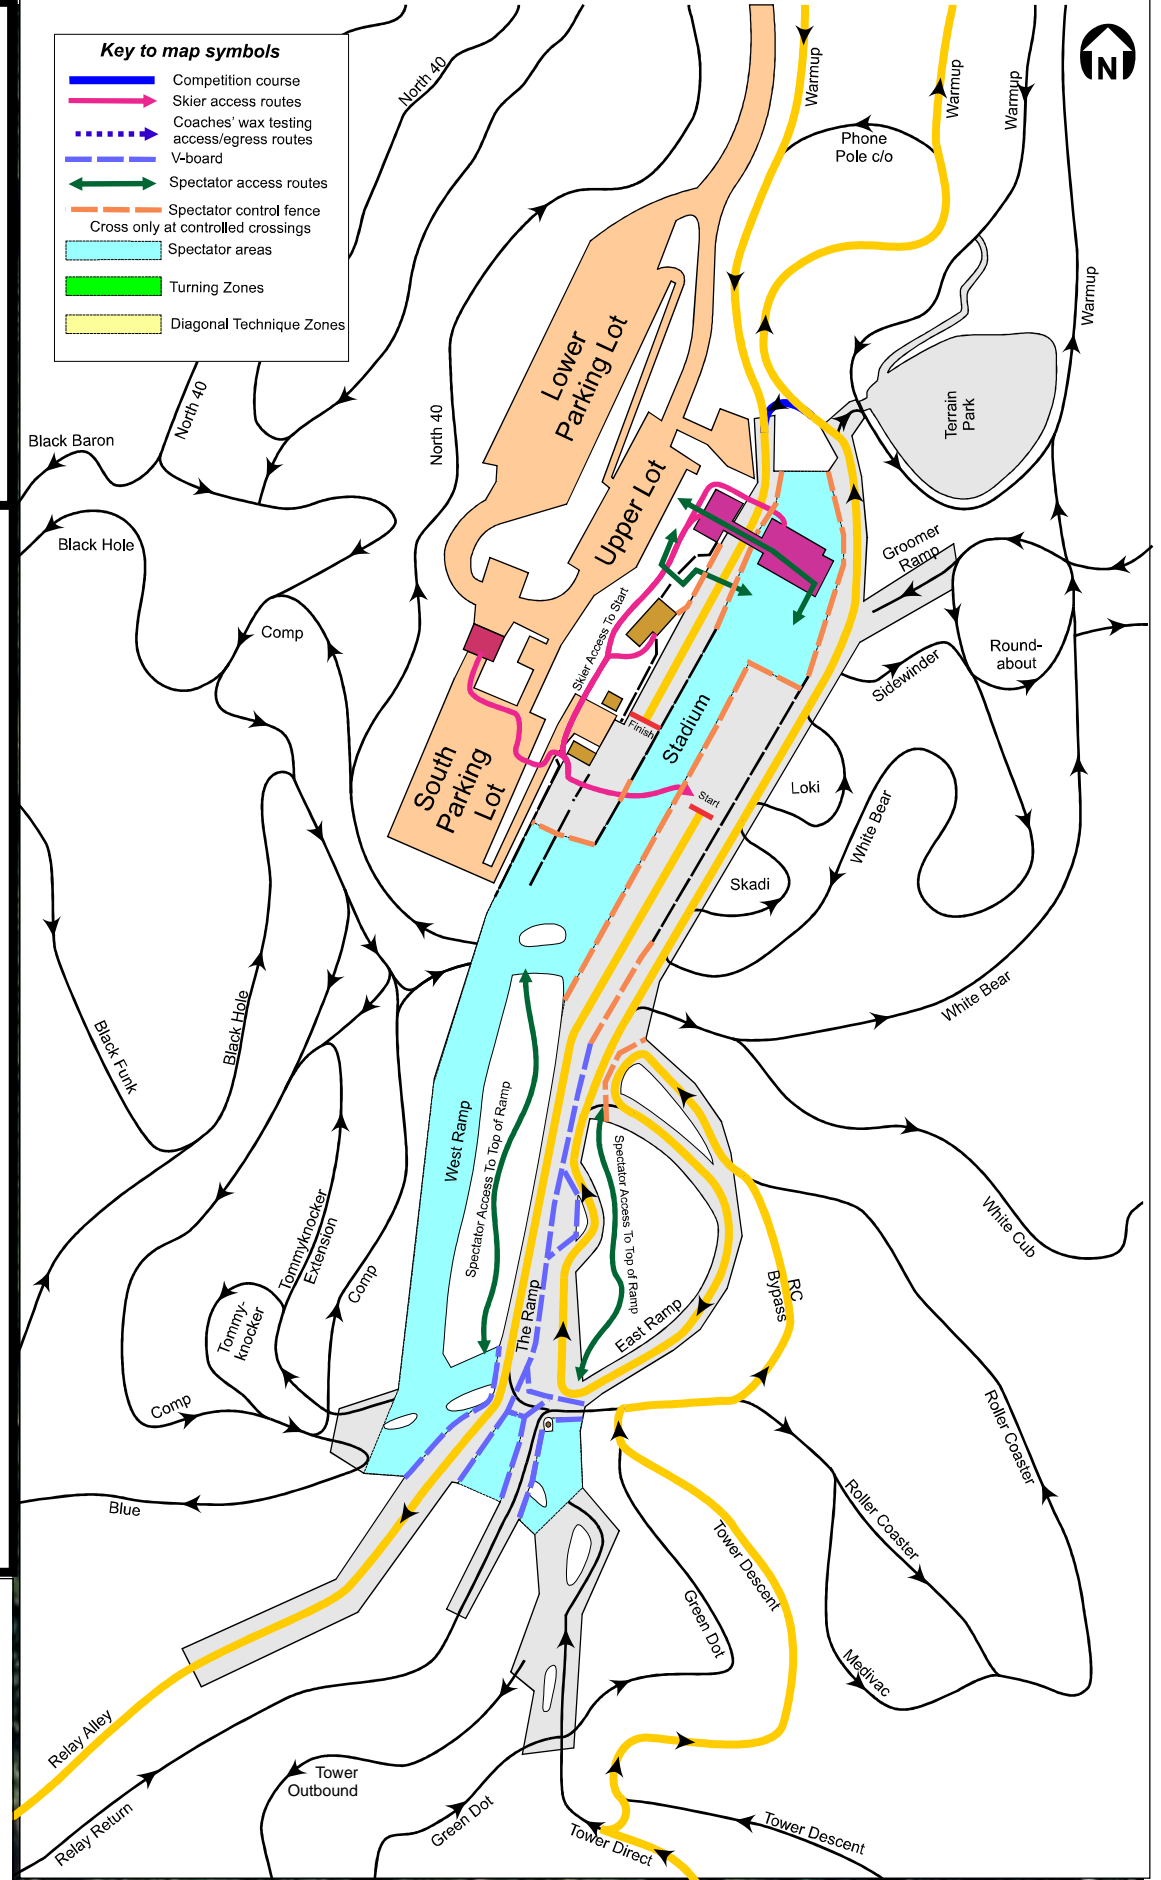 Key to map symbols
Competition course
Skier access routes
Coaches' wax testing
access/egress routes
V-board
Spectator access routes
Spectator control fence
Cross only at controlled crossings
Spectator areas
Turning Zones
Diagonal Technique Zones
N
North 40
Warmup
Warmup
Warmup
Phone
Pole c/o
Warmup
Lower
Parking Lot
North 40
North 40
Black Baron
Terrain
Park
Upper Lot
Black Hole
Groomer
Ramp
Comp
Skier Access To Start
Round-
about
Sidewinder
Finish
Stadium
South
Parking
Lot
Start
Loki
White Bear
Skadi
White Bear
Black Hole
Black Funk
West Ramp
Spectator Access To Top of Ramp
Spectator Access To Top of Ramp
White Cub
Tommyknocker
Extension
Comp
RC
Bypass
Tommy-
knocker
The Ramp
East Ramp
Comp
Roller Coaster
Blue
Roller Coaster
Tower Descent
Green Dot
Medivac
Relay Alley
Tower
Outbound
Relay Return
Green Dot
Tower Direct
Tower Descent